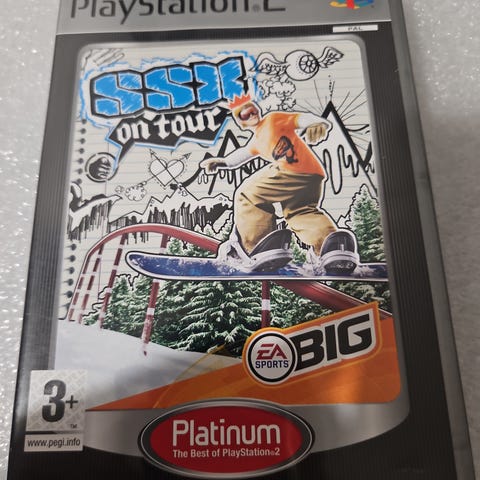 PlayStation®2
PAL
SSX
on tour
EA
SPORTS
BIG
3+
TM
www.pegi.info
Platinum
The Best of PlayStation®2